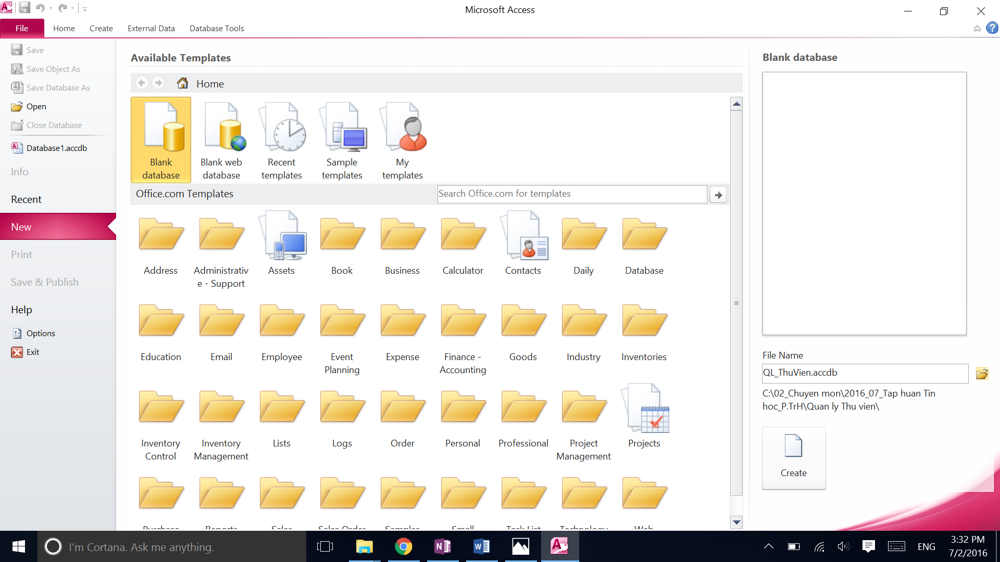 Microsoft Access
File Home Create External Data Database Tools
Save
Save Object As
Save Database As
Open
Close Database
Database1.accdb
Info
Recent
New
Print
Save & Publish
Help
Options
Exit
Available Templates
Home
Blank database
Blank web database
Recent templates
Sample templates
My templates
Office.com Templates
Search Office.com for templates
Address
Administrativ
e - Support
Assets
Book
Business
Calculator
Contacts
Daily
Database
Education
Email
Employee
Event
Planning
Expense
Finance -
Accounting
Goods
Industry
Inventories
Inventory
Control
Inventory
Management
Lists
Logs
Order
Personal
Professional
Project
Management
Projects
Purchase
Reports
Sales
Sales Order
Samples
Small
Task List
Technology
Web
Blank database
File Name
QL_ThuVien.accdb
C:\02_Chuyen mon\2016_07_Tap huan Tin
hoc_P.TrH\Quan ly Thu vien\
Create
I'm Cortana. Ask me anything.
ENG
3:32 PM
7/2/2016